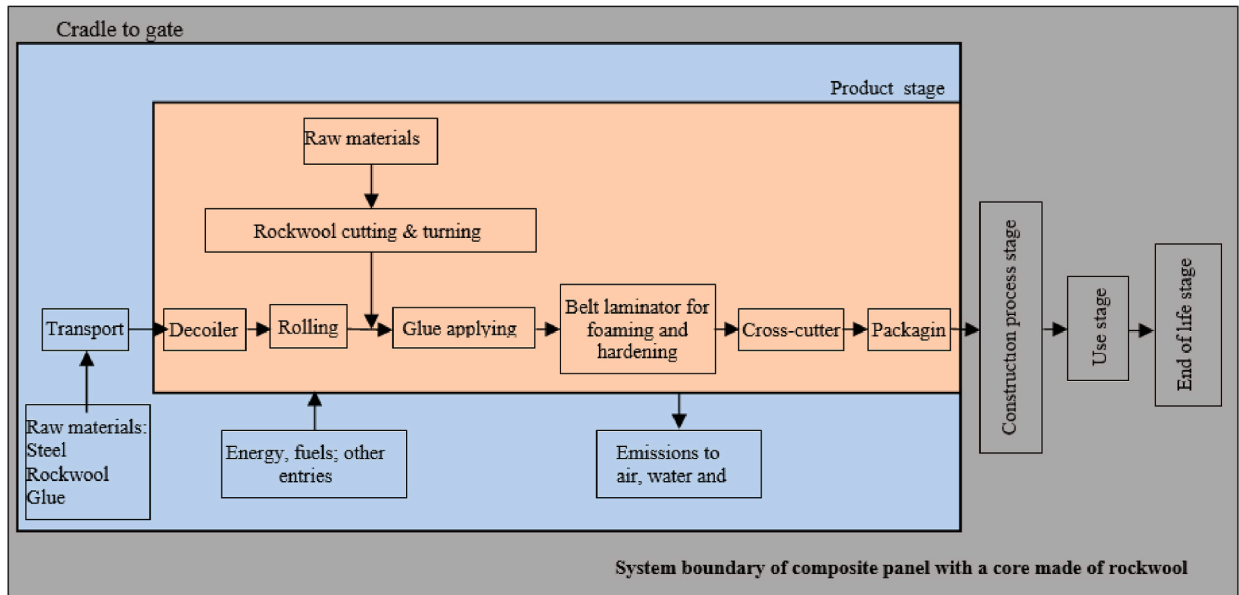 Cradle to gate
Product stage
Raw materials
Rockwool cutting & turning
Transport
Decoiler
Rolling
Glue applying
Belt laminator for
foaming and
hardening
Cross-cutter
Packagin
Construction process stage
Use stage
End of life stage
Raw materials:
Steel
Rockwool
Glue
Energy, fuels; other
entries
Emissions to
air, water and
System boundary of composite panel with a core made of rockwool